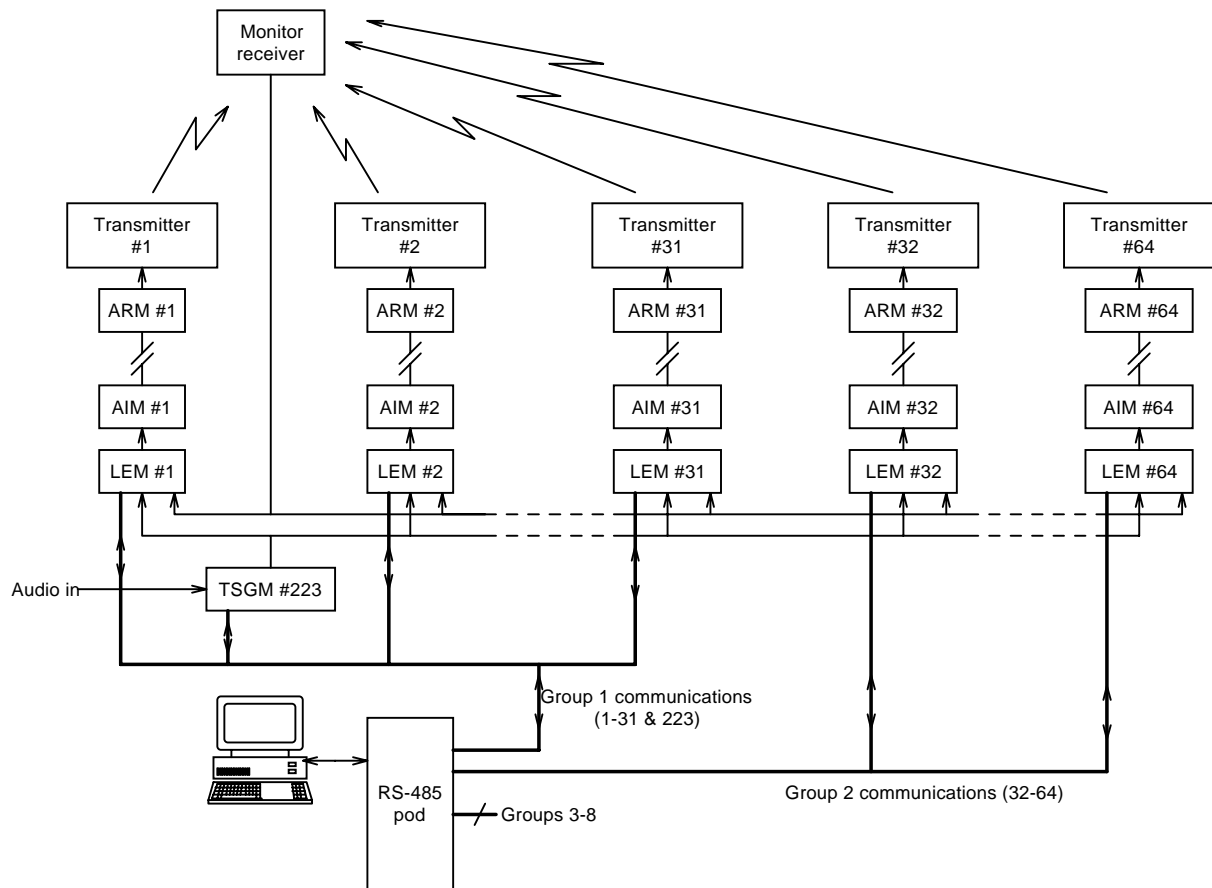 Monitor
receiver
Transmitter
#1
Transmitter
#2
Transmitter
#31
Transmitter
#32
Transmitter
#64
ARM #1
ARM #2
ARM #31
ARM #32
ARM #64
AIM #1
AIM #2
AIM #31
AIM #32
AIM #64
LEM #1
LEM #2
LEM #31
LEM #32
LEM #64
Audio in
TSGM #223
Group 1 communications
(1-31 & 223)
RS-485
pod
Group 2 communications (32-64)
Groups 3-8